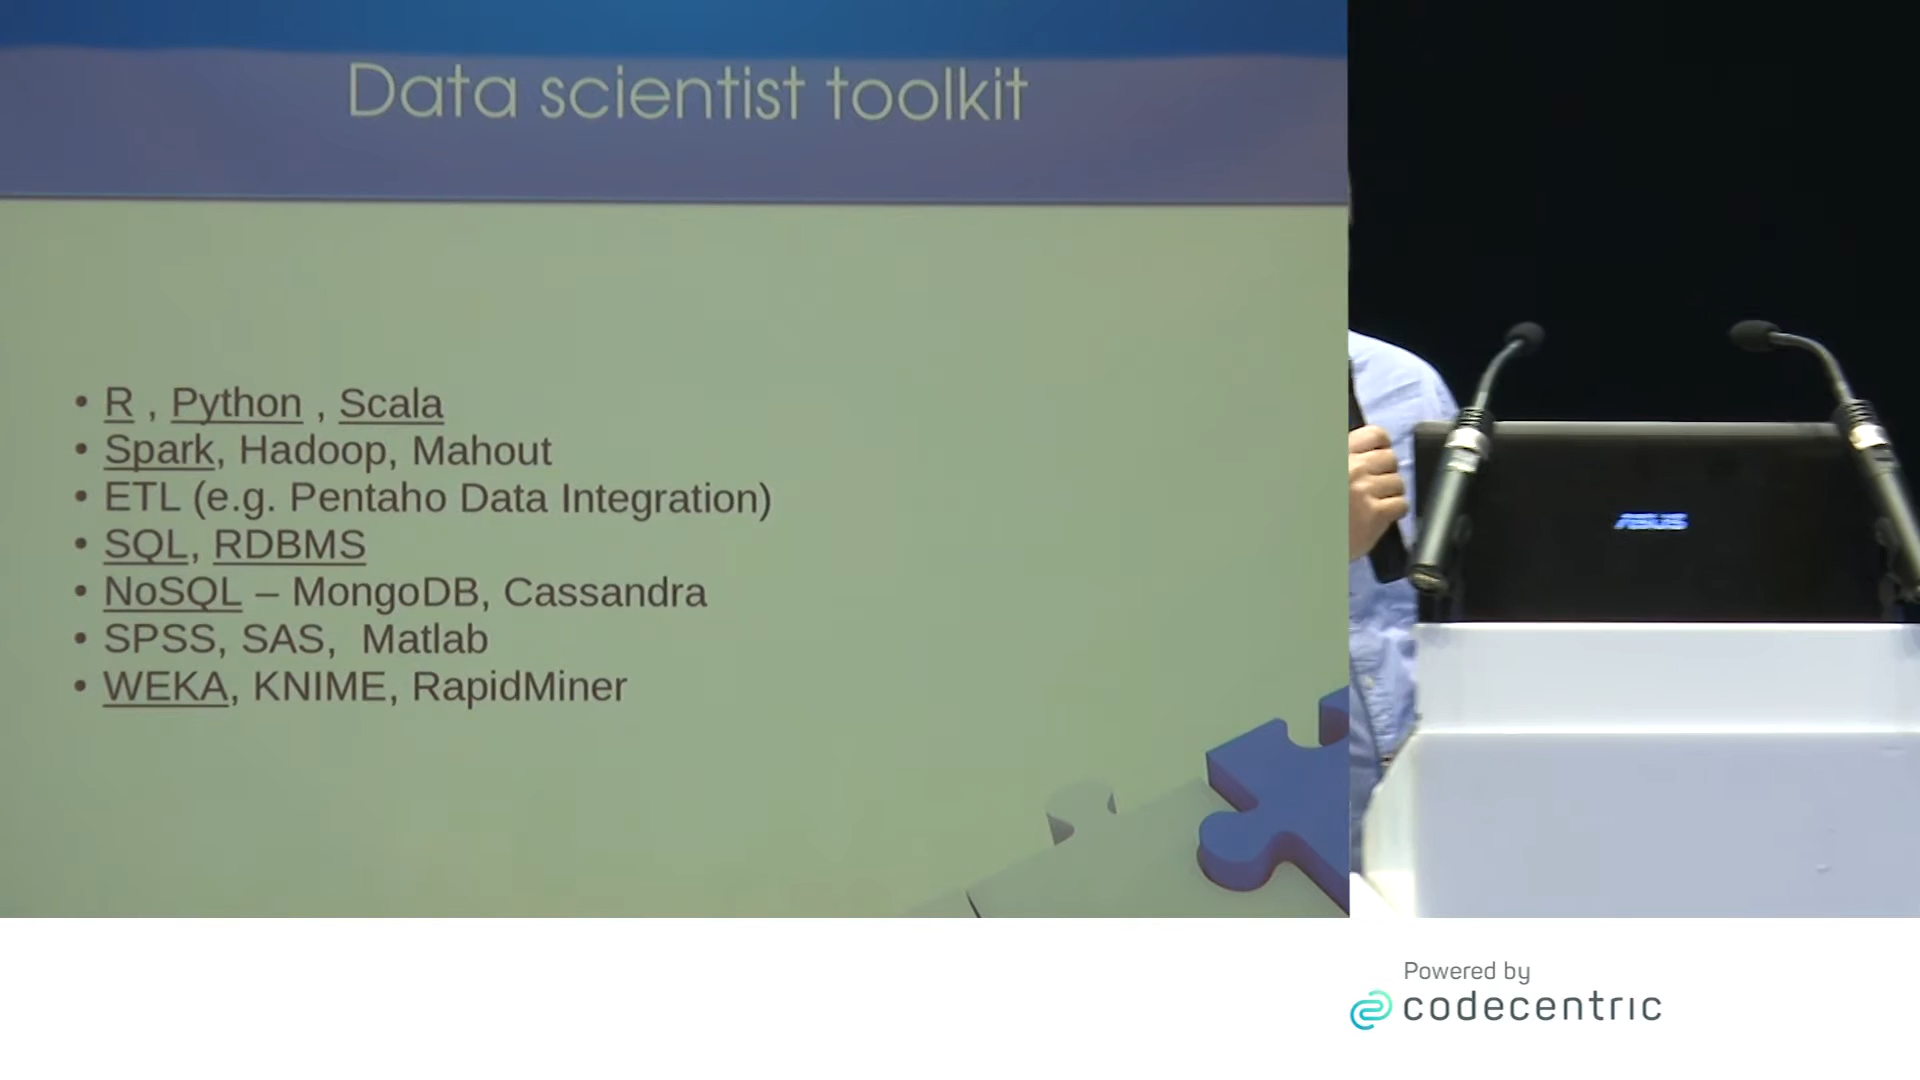 Data scientist toolkit
• R , Python , Scala
• Spark, Hadoop, Mahout
• ETL (e.g. Pentaho Data Integration)
• SQL, RDBMS
• NoSQL – MongoDB, Cassandra
• SPSS, SAS, Matlab
• WEKA, KNIME, RapidMiner
ASUS
Powered by
codecentric